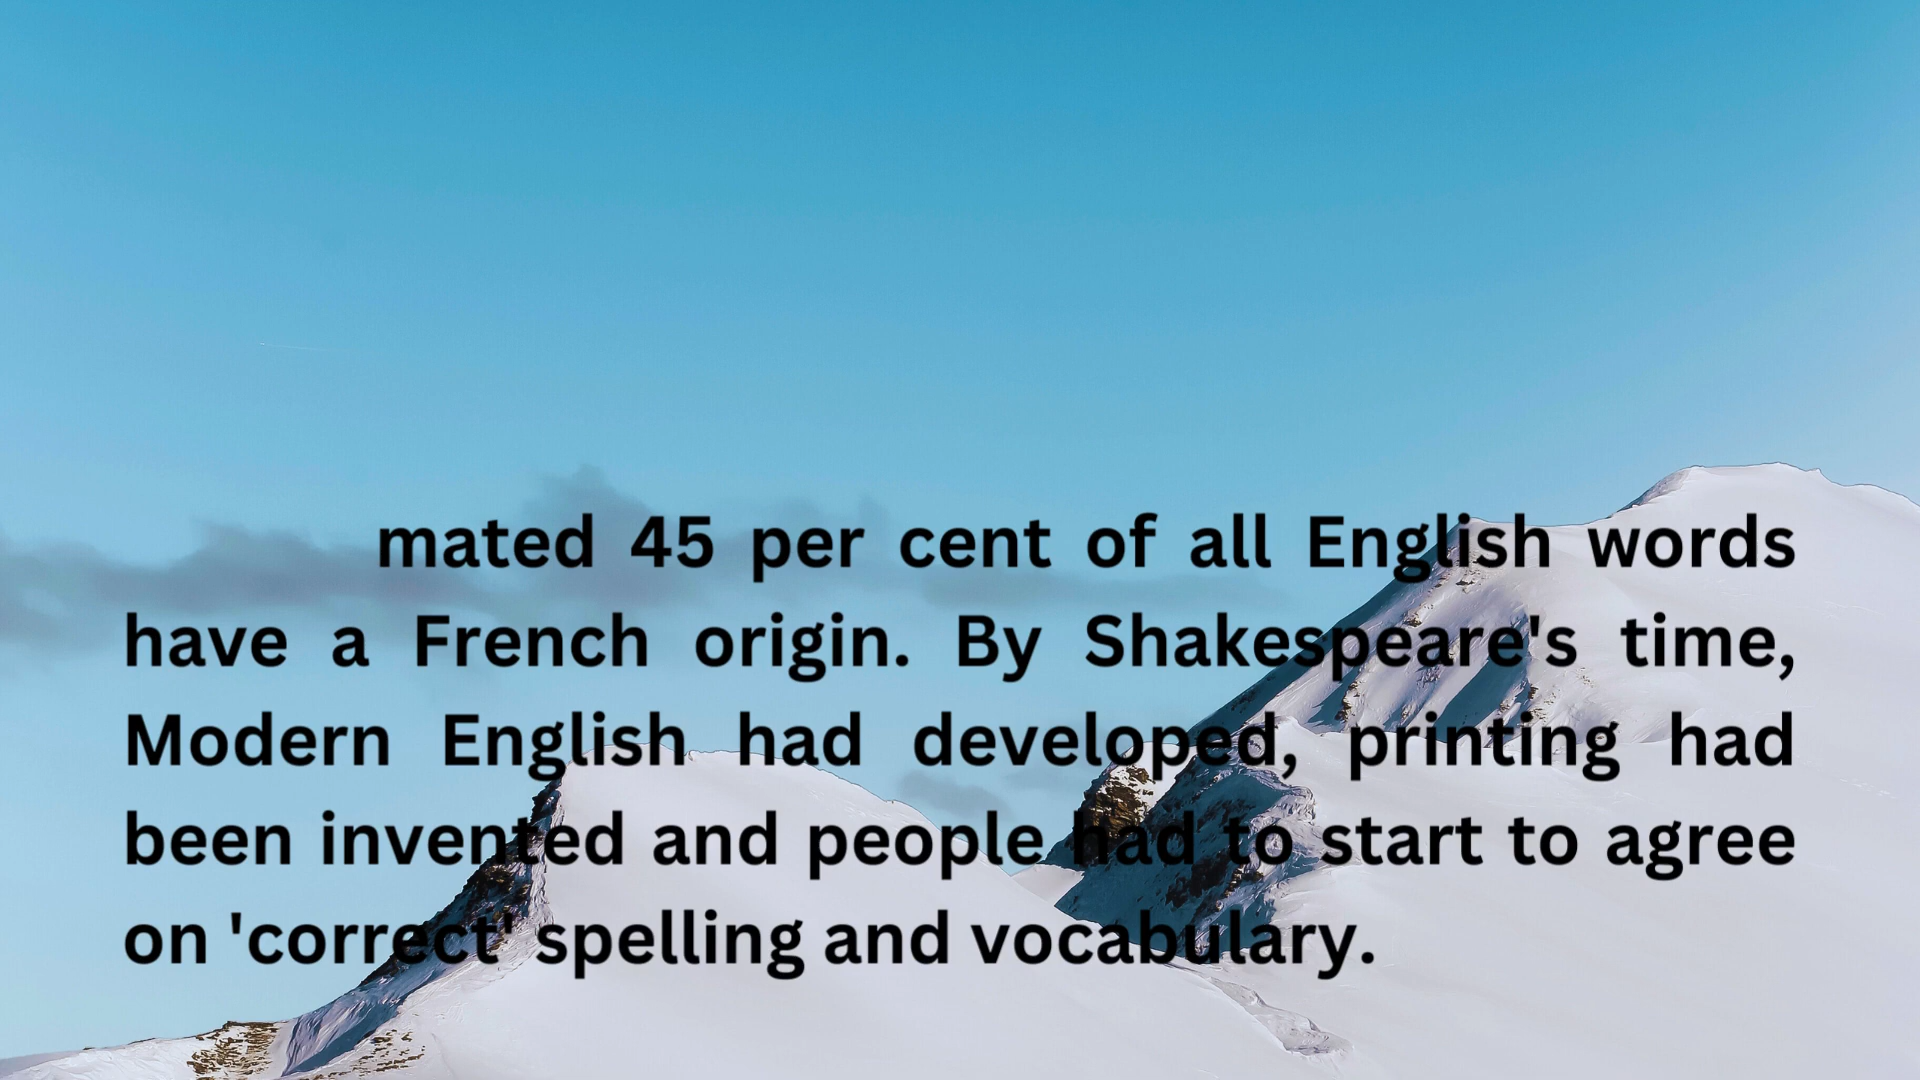 mated 45 per cent of all English words
have a French origin. By Shakespeare's time,
Modern English had developed, printing had
been invented and people had to start to agree
on 'correct' spelling and vocabulary.